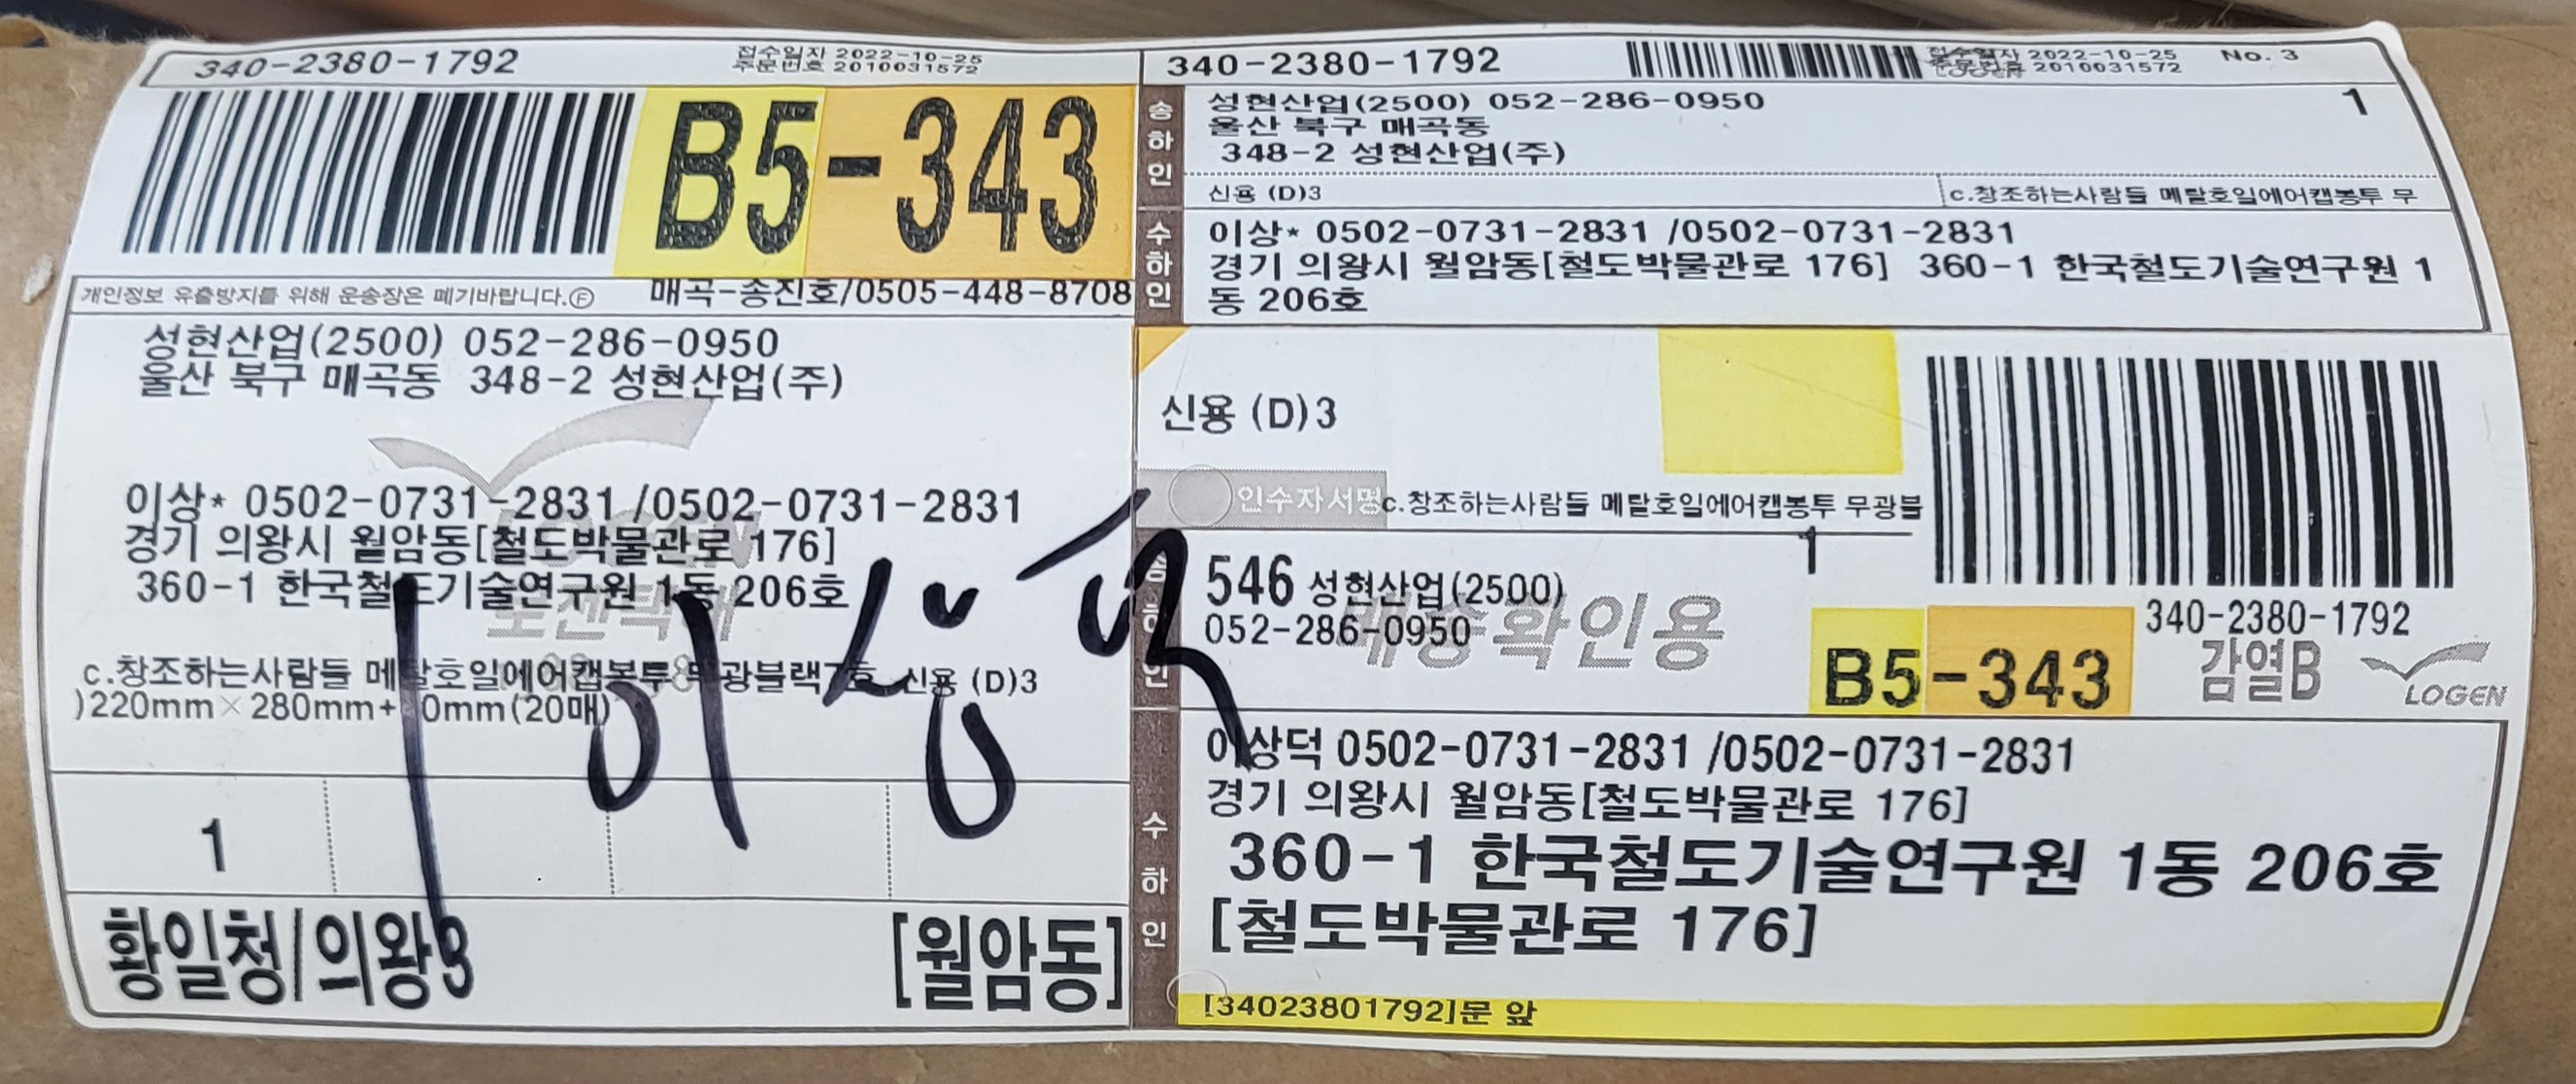 340-2380-1792
접수일자 2022-10-25
주문번호 2010031572
B5-343
개인정보 유출방지를 위해 운송장은 폐기바랍니다.Ⓕ
매곡-송진호/0505-448-8708
성현산업(2500) 052-286-0950
울산 북구 매곡동 348-2 성현산업(주)
이상* 0502-0731-2831 /0502-0731-2831
경기 의왕시 월암동[철도박물관로 176]
360-1 한국철도기술연구원 1동 206호
로젠택배
c.창조하는사람들 메탈호일에어캡봉투 무광블랙 신용 (D)3
)220mm×280mm+ 0mm(20매)
1 이상덕
1
황일청/의왕3 [월암동]
340-2380-1792
접수일자 2022-10-25 No. 3
주문번호 2010031572
송하인
성현산업(2500) 052-286-0950 1
울산 북구 매곡동
348-2 성현산업(주)
신용 (D)3 c.창조하는사람들 메탈호일에어캡봉투 무
수하인
이상* 0502-0731-2831 /0502-0731-2831
경기 의왕시 월암동[철도박물관로 176] 360-1 한국철도기술연구원 1
동 206호
신용 (D)3
인수자서명 c.창조하는사람들 메탈호일에어캡봉투 무광블
1
송하인
546 성현산업(2500)
052-286-0950
배송확인용
340-2380-1792
B5-343
감열B
LOGEN
수하인
이상덕 0502-0731-2831 /0502-0731-2831
경기 의왕시 월암동[철도박물관로 176]
360-1 한국철도기술연구원 1동 206호
[철도박물관로 176]
[34023801792]문 앞